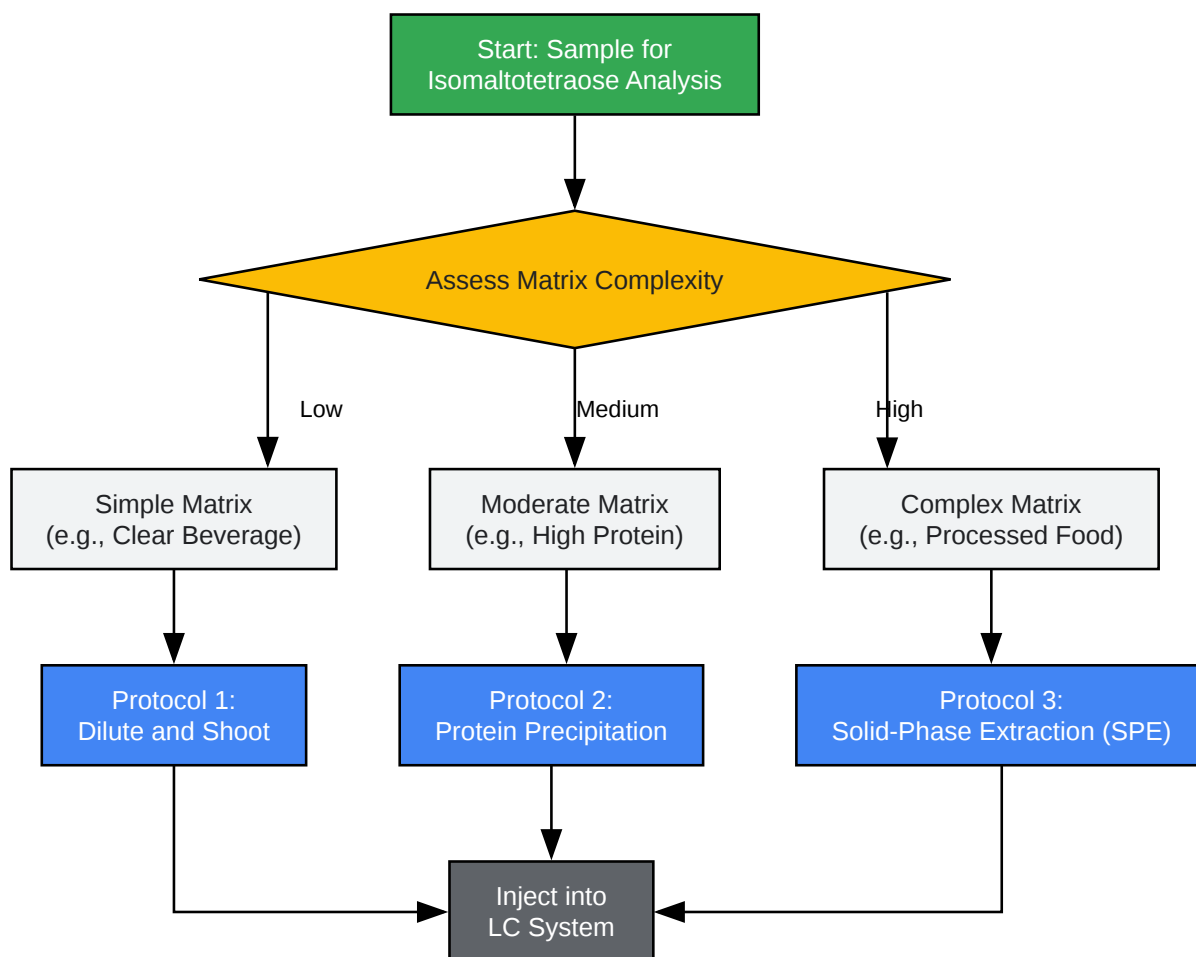 Start: Sample for
Isomaltotetraose Analysis
Assess Matrix Complexity
Low
Medium
High
Simple Matrix
(e.g., Clear Beverage)
Moderate Matrix
(e.g., High Protein)
Complex Matrix
(e.g., Processed Food)
Protocol 1:
Dilute and Shoot
Protocol 2:
Protein Precipitation
Protocol 3:
Solid-Phase Extraction (SPE)
Inject into
LC System